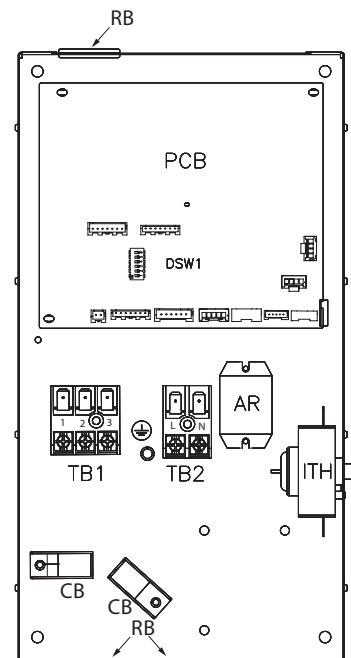 RB
PCB
DSW1
AR
1 2 3
L N
TB1
TB2
ITH
CB
CB
RB